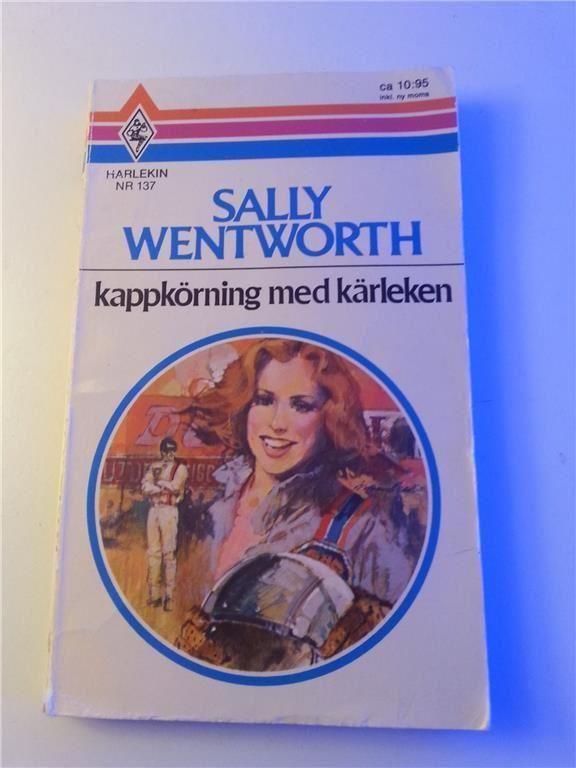 ca 10:95
inkl. ny moms
HARLEKIN
NR 137
SALLY
WENTWORTH
kappkörning med kärleken